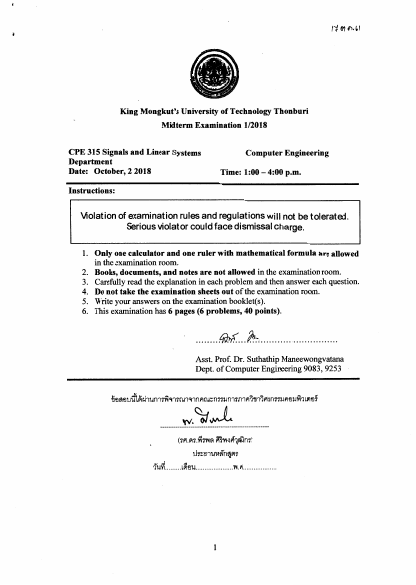 King Mongkut's University of Technology Thonburi
Midterm Examination 1/2018
CPE 315 Signals and Linear Systems Computer Engineering
Department
Date: October, 2 2018 Time: 1:00 – 4:00 p.m.
Instructions:
Violation of examination rules and regulations will not be tolerated.
Serious violator could face dismissal charge.
1. Only one calculator and one ruler with mathematical formula are allowed
in the examination room.
2. Books, documents, and notes are not allowed in the examination room.
3. Carefully read the explanation in each problem and then answer each question.
4. Do not take the examination sheets out of the examination room.
5. Write your answers on the examination booklet(s).
6. This examination has 6 pages (6 problems, 40 points).
Asst. Prof. Dr. Suthathip Maneewongvatana
Dept. of Computer Engineering 9083, 9253
ข้อสอบนี้ได้ผ่านการพิจารณาจากคณะกรรมการภาควิชาวิศวกรรมคอมพิวเตอร์
(รศ.ดร.พีรพล ศิริพงศ์วุฒิกร)
ประธานหลักสูตร
วันที่.........เดือน......................พ.ศ...................
1